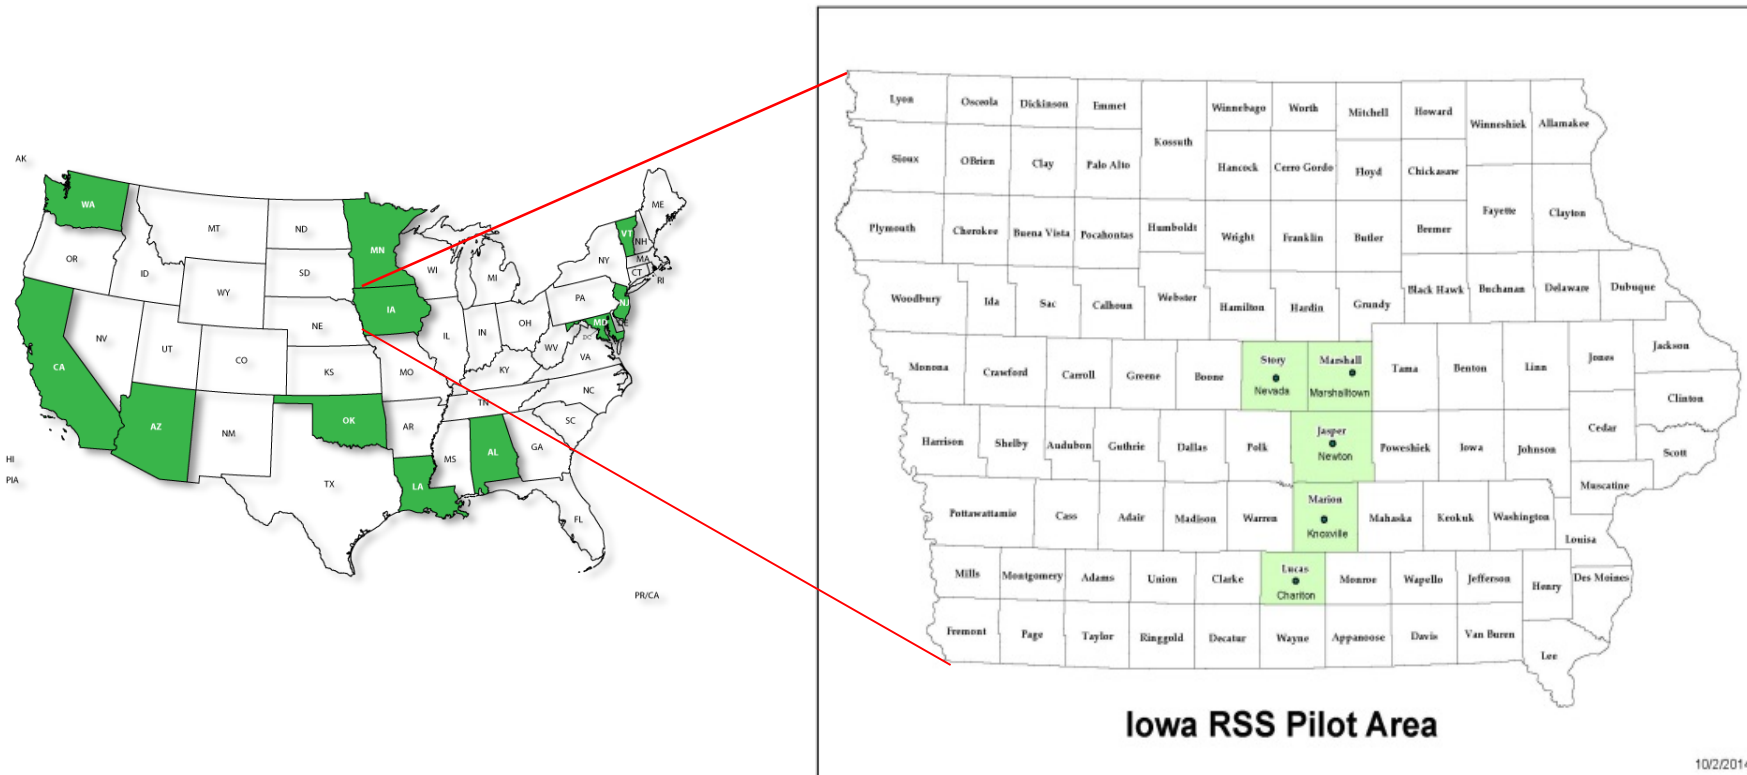 AK
WA
MT
ND
MN
ME
VT
NH
OR
ID
SD
WI
MI
NY
MA
CT
RI
WY
IA
PA
NJ
NE
NV
UT
CO
IL
IN
OH
MD
DE
DC
WV
VA
CA
KS
MO
KY
NC
TN
AZ
NM
OK
AR
SC
MS
AL
GA
HI
PIA
TX
LA
FL
PR/CA
Lyon Osceola Dickinson Emmet Winnebago Worth Mitchell Howard Winneshiek Allamakee
Kossuth
Sioux OBrien Clay Palo Alto Hancock Cerro Gordo Floyd Chickasaw
Fayette Clayton
Plymouth Cherokee Buena Vista Pocahontas Humboldt Wright Franklin Butler Bremer
Woodbury Ida Sac Calhoun Webster Hamilton Hardin Grundy Black Hawk Buchanan Delaware Dubuque
Monona Crawford Carroll Greene Boone Story Marshall Tama Benton Linn Jones Jackson
Nevada Marshalltown
Clinton
Harrison Shelby Audubon Guthrie Dallas Polk Jasper Poweshiek Iowa Johnson Cedar Scott
Newton
Muscatine
Pottawattamie Cass Adair Madison Warren Marion Mahaska Keokuk Washington
Knoxville
Louisa
Mills Montgomery Adams Union Clarke Lucas Monroe Wapello Jefferson Henry Des Moines
Chariton
Fremont Page Taylor Ringgold Decatur Wayne Appanoose Davis Van Buren
Lee
Iowa RSS Pilot Area
10/2/2014